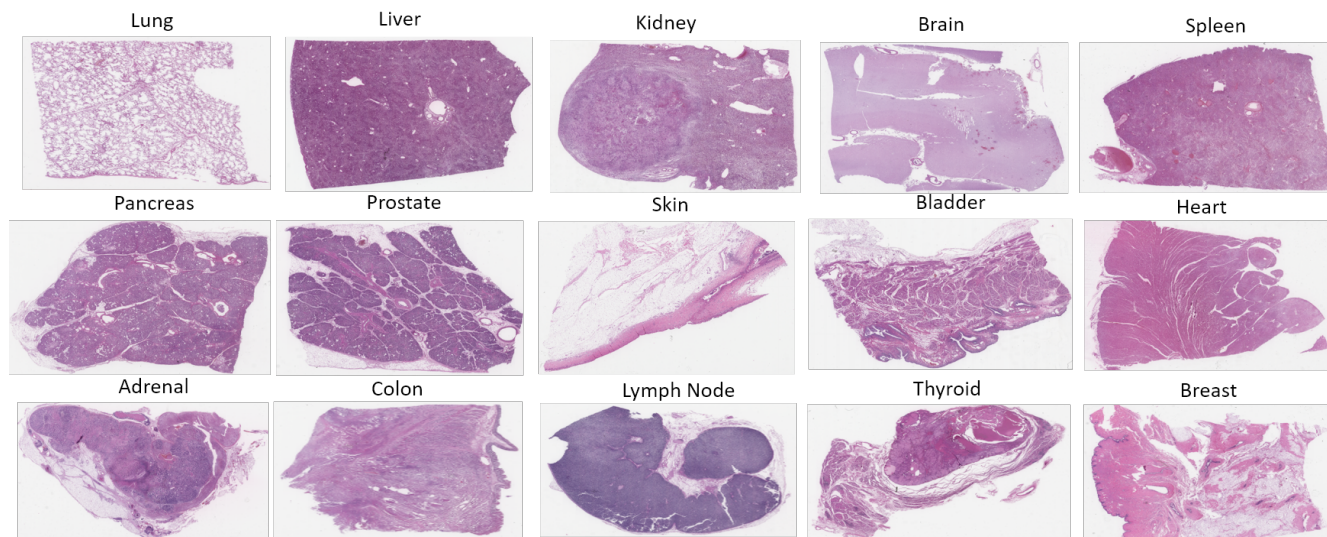 Lung
Liver
Kidney
Brain
Spleen
Pancreas
Prostate
Skin
Bladder
Heart
Adrenal
Colon
Lymph Node
Thyroid
Breast